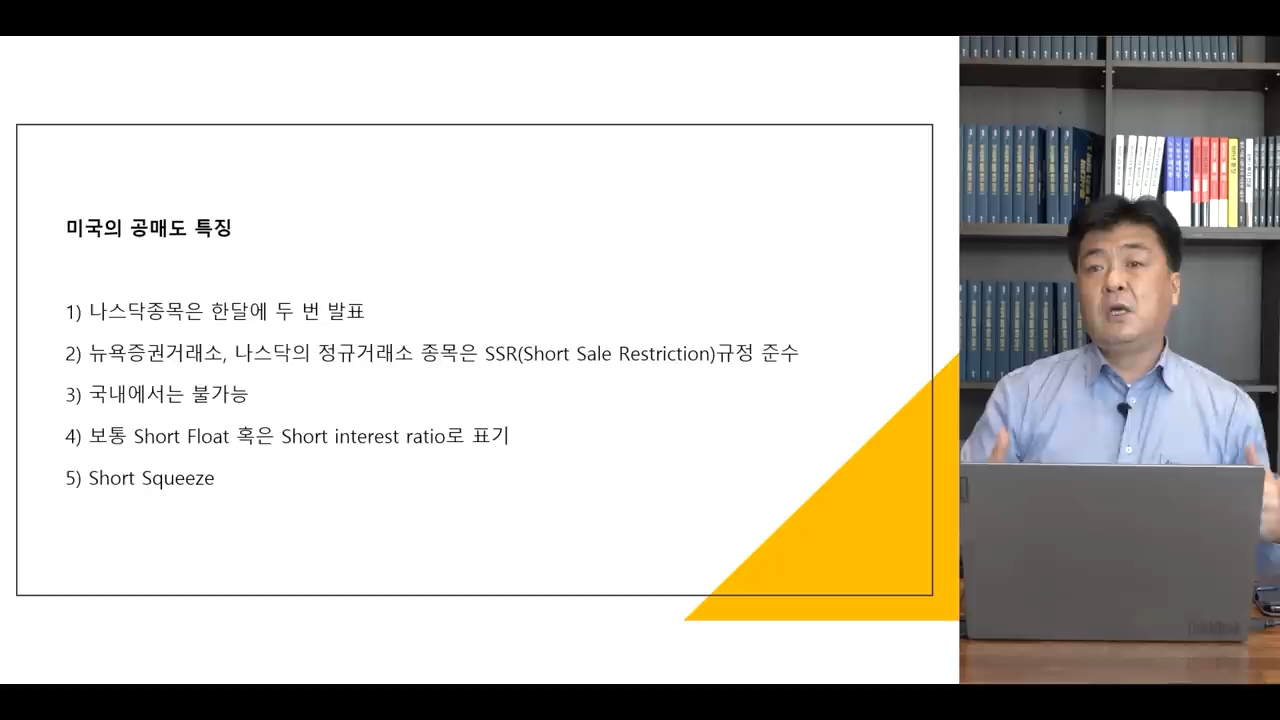 미국의 공매도 특징
1) 나스닥종목은 한달에 두 번 발표
2) 뉴욕증권거래소, 나스닥의 정규거래소 종목은 SSR(Short Sale Restriction)규정 준수
3) 국내에서는 불가능
4) 보통 Short Float 혹은 Short interest ratio로 표기
5) Short Squeeze